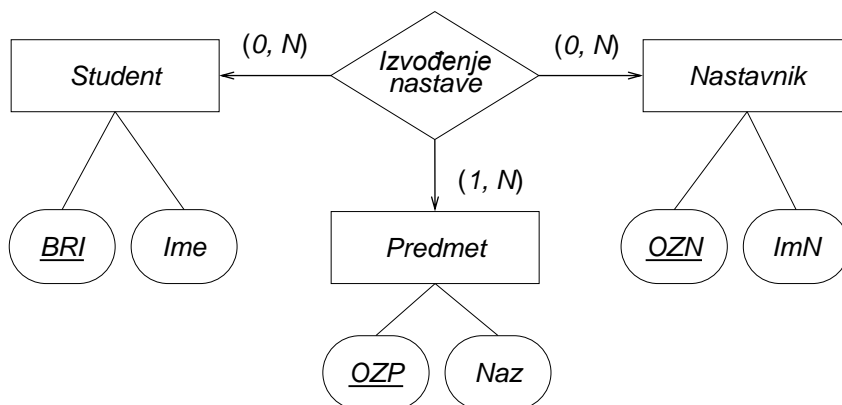 (0, N)
(0, N)
Izvođenje
nastave
Student
Nastavnik
(1, N)
BRI
Ime
Predmet
OZN
ImN
OZP
Naz